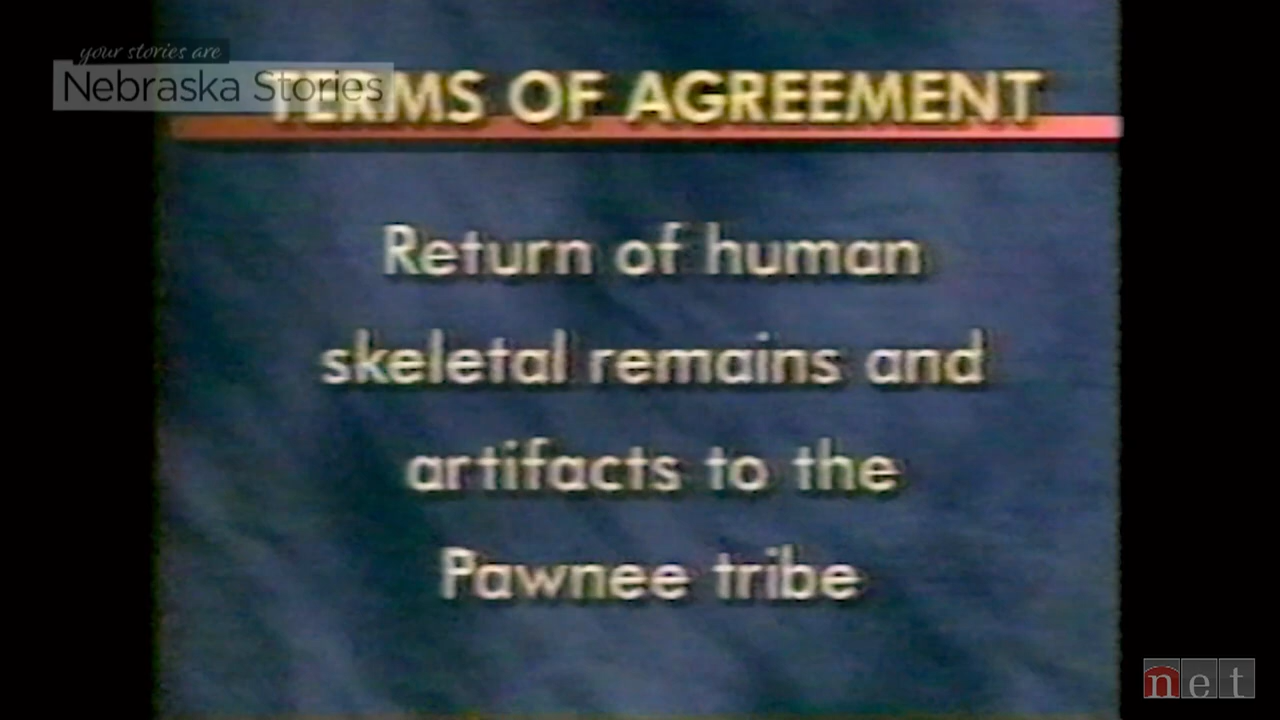 your stories are
Nebraska Stories
TERMS OF AGREEMENT
Return of human
skeletal remains and
artifacts to the
Pawnee tribe
net